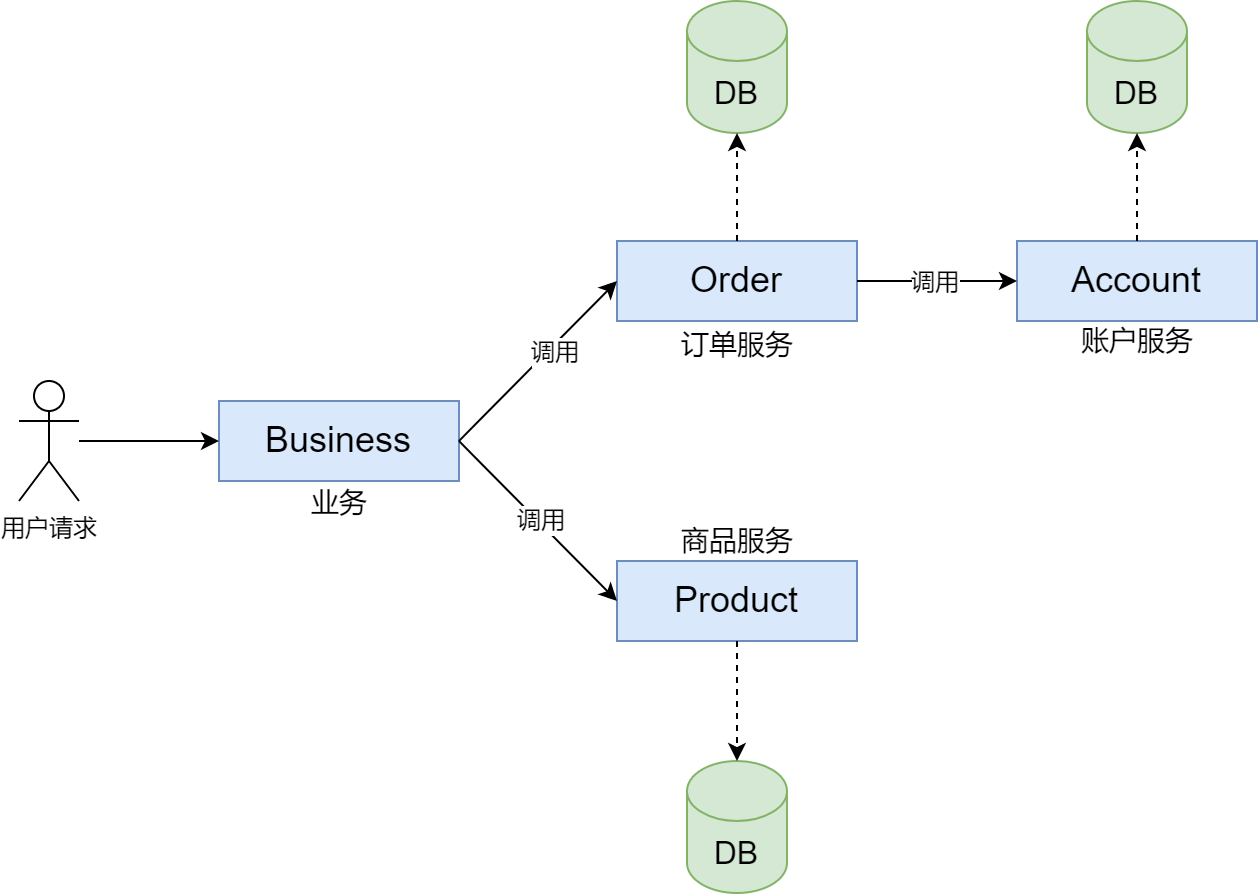 DB
DB
Order
调用
Account
订单服务
账户服务
调用
Business
业务
用户请求
调用
商品服务
Product
DB